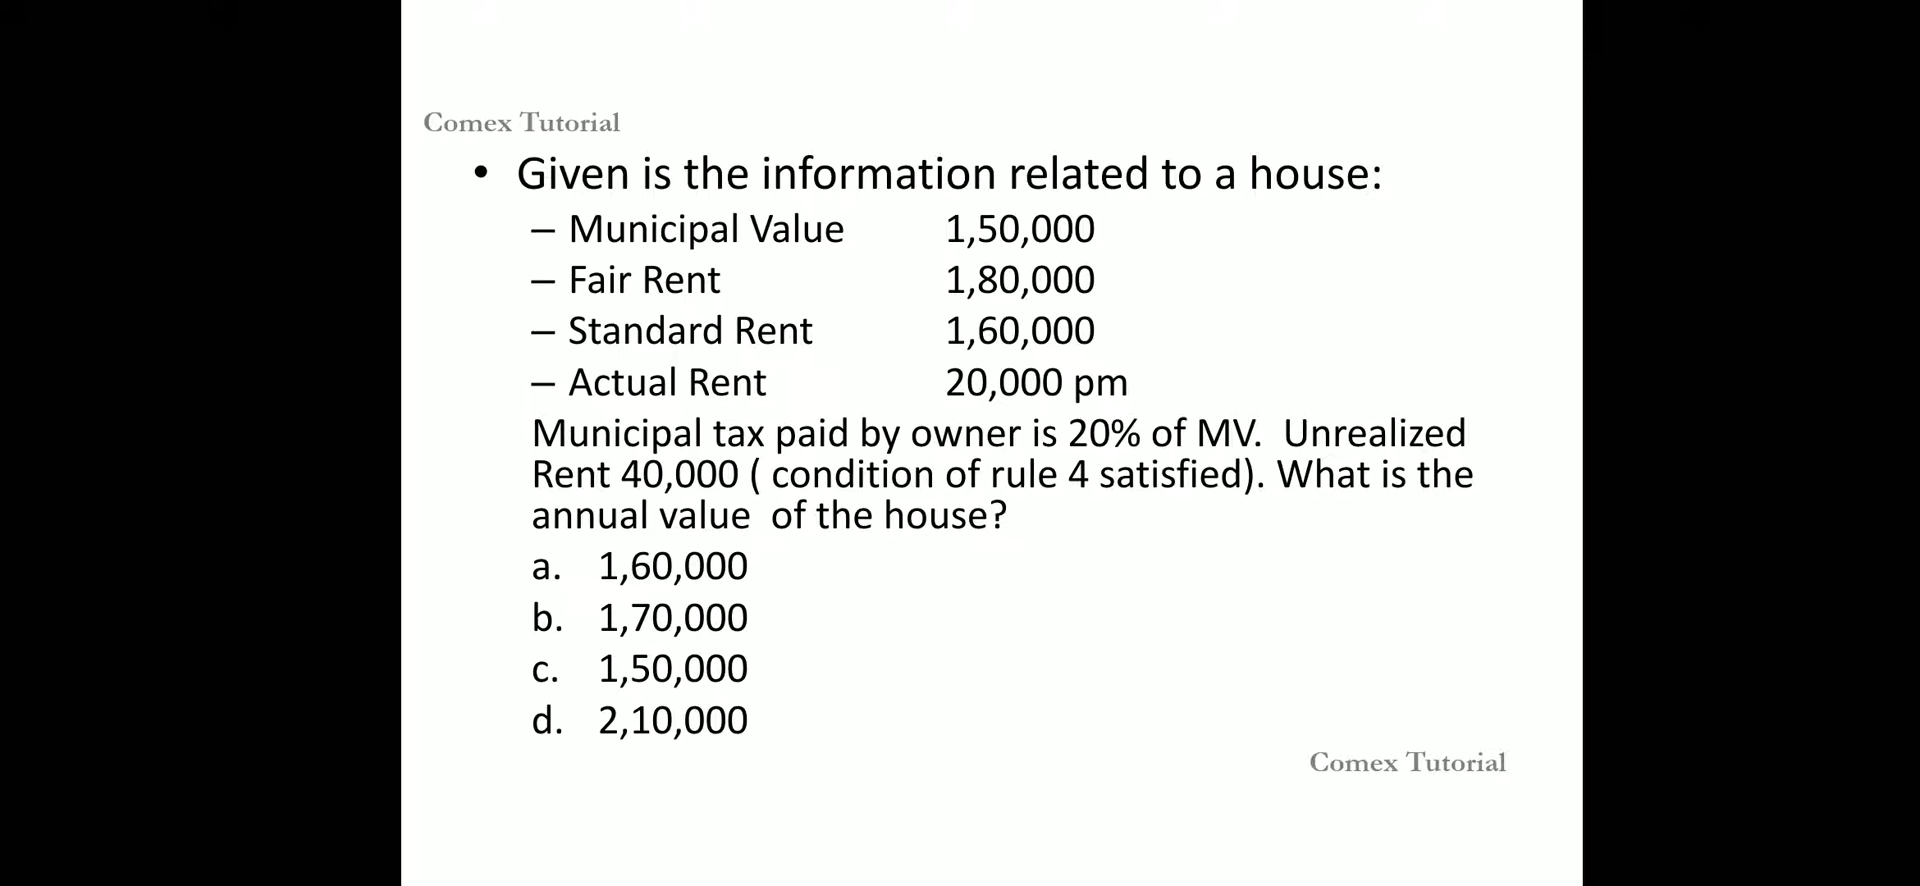 Comex Tutorial
• Given is the information related to a house:
– Municipal Value 1,50,000
– Fair Rent 1,80,000
– Standard Rent 1,60,000
– Actual Rent 20,000 pm
Municipal tax paid by owner is 20% of MV. Unrealized
Rent 40,000 ( condition of rule 4 satisfied). What is the
annual value of the house?
a. 1,60,000
b. 1,70,000
c. 1,50,000
d. 2,10,000
Comex Tutorial